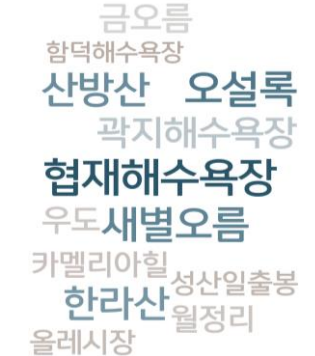 금오름
함덕해수욕장
산방산 오설록
곽지해수욕장
협재해수욕장
우도 새별오름
카멜리아힐
성산일출봉
한라산
월정리
올레시장